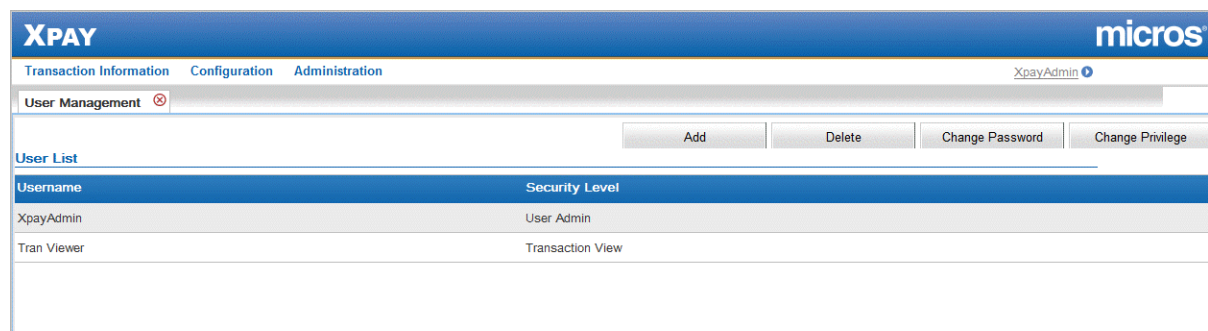 XPAY micros
Transaction Information Configuration Administration XpayAdmin
User Management
Add Delete Change Password Change Privilege
User List
Username Security Level
XpayAdmin User Admin
Tran Viewer Transaction View